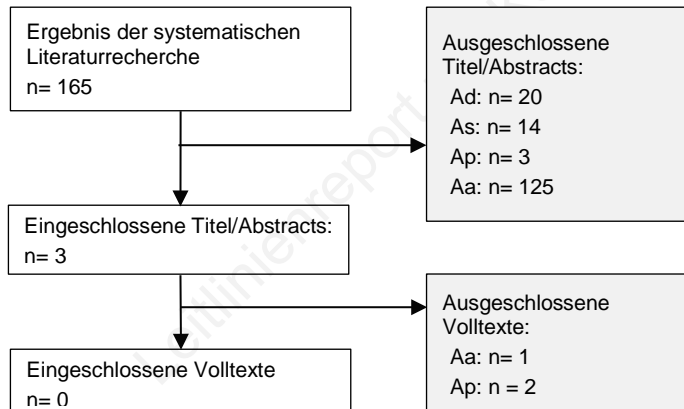 Ergebnis der systematischen
Literaturrecherche
n= 165
Ausgeschlossene
Titel/Abstracts:
Ad: n= 20
As: n= 14
Ap: n= 3
Aa: n= 125
Eingeschlossene Titel/Abstracts:
n= 3
Ausgeschlossene
Volltexte:
Aa: n= 1
Ap: n = 2
Eingeschlossene Volltexte
n= 0
Leitlinienreport